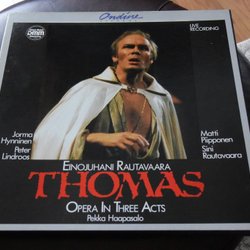 Ondine
DMM
LIVE
RECORDING
Jorma
Hynninen
Peter
Lindroos
Matti
Piipponen
Sini
Rautavaara
EINOJUHANI RAUTAVAARA
THOMAS
OPERA IN THREE ACTS
Pekka Haapasalo